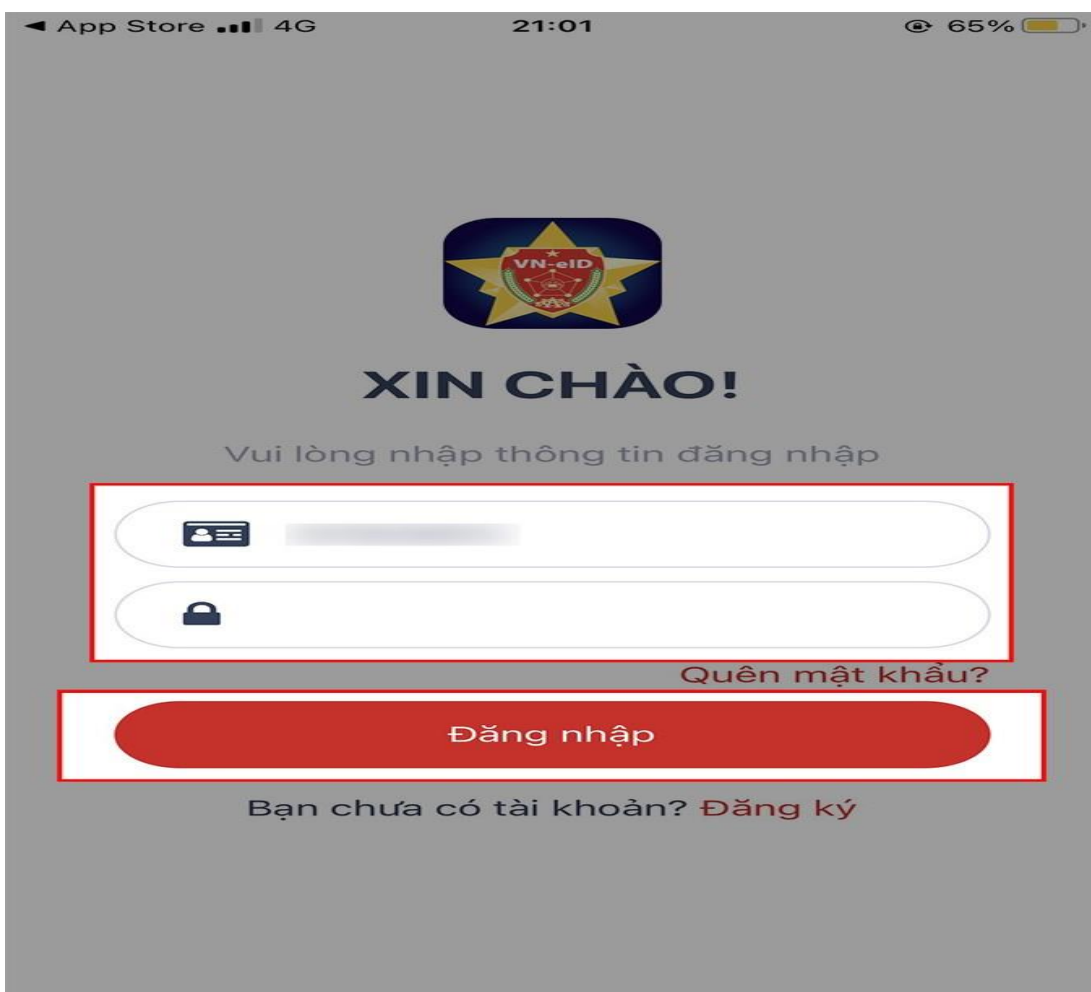 App Store 4G 21:01 65%
VN-eID
XIN CHÀO!
Vui lòng nhập thông tin đăng nhập
Quên mật khẩu?
Đăng nhập
Bạn chưa có tài khoản? Đăng ký